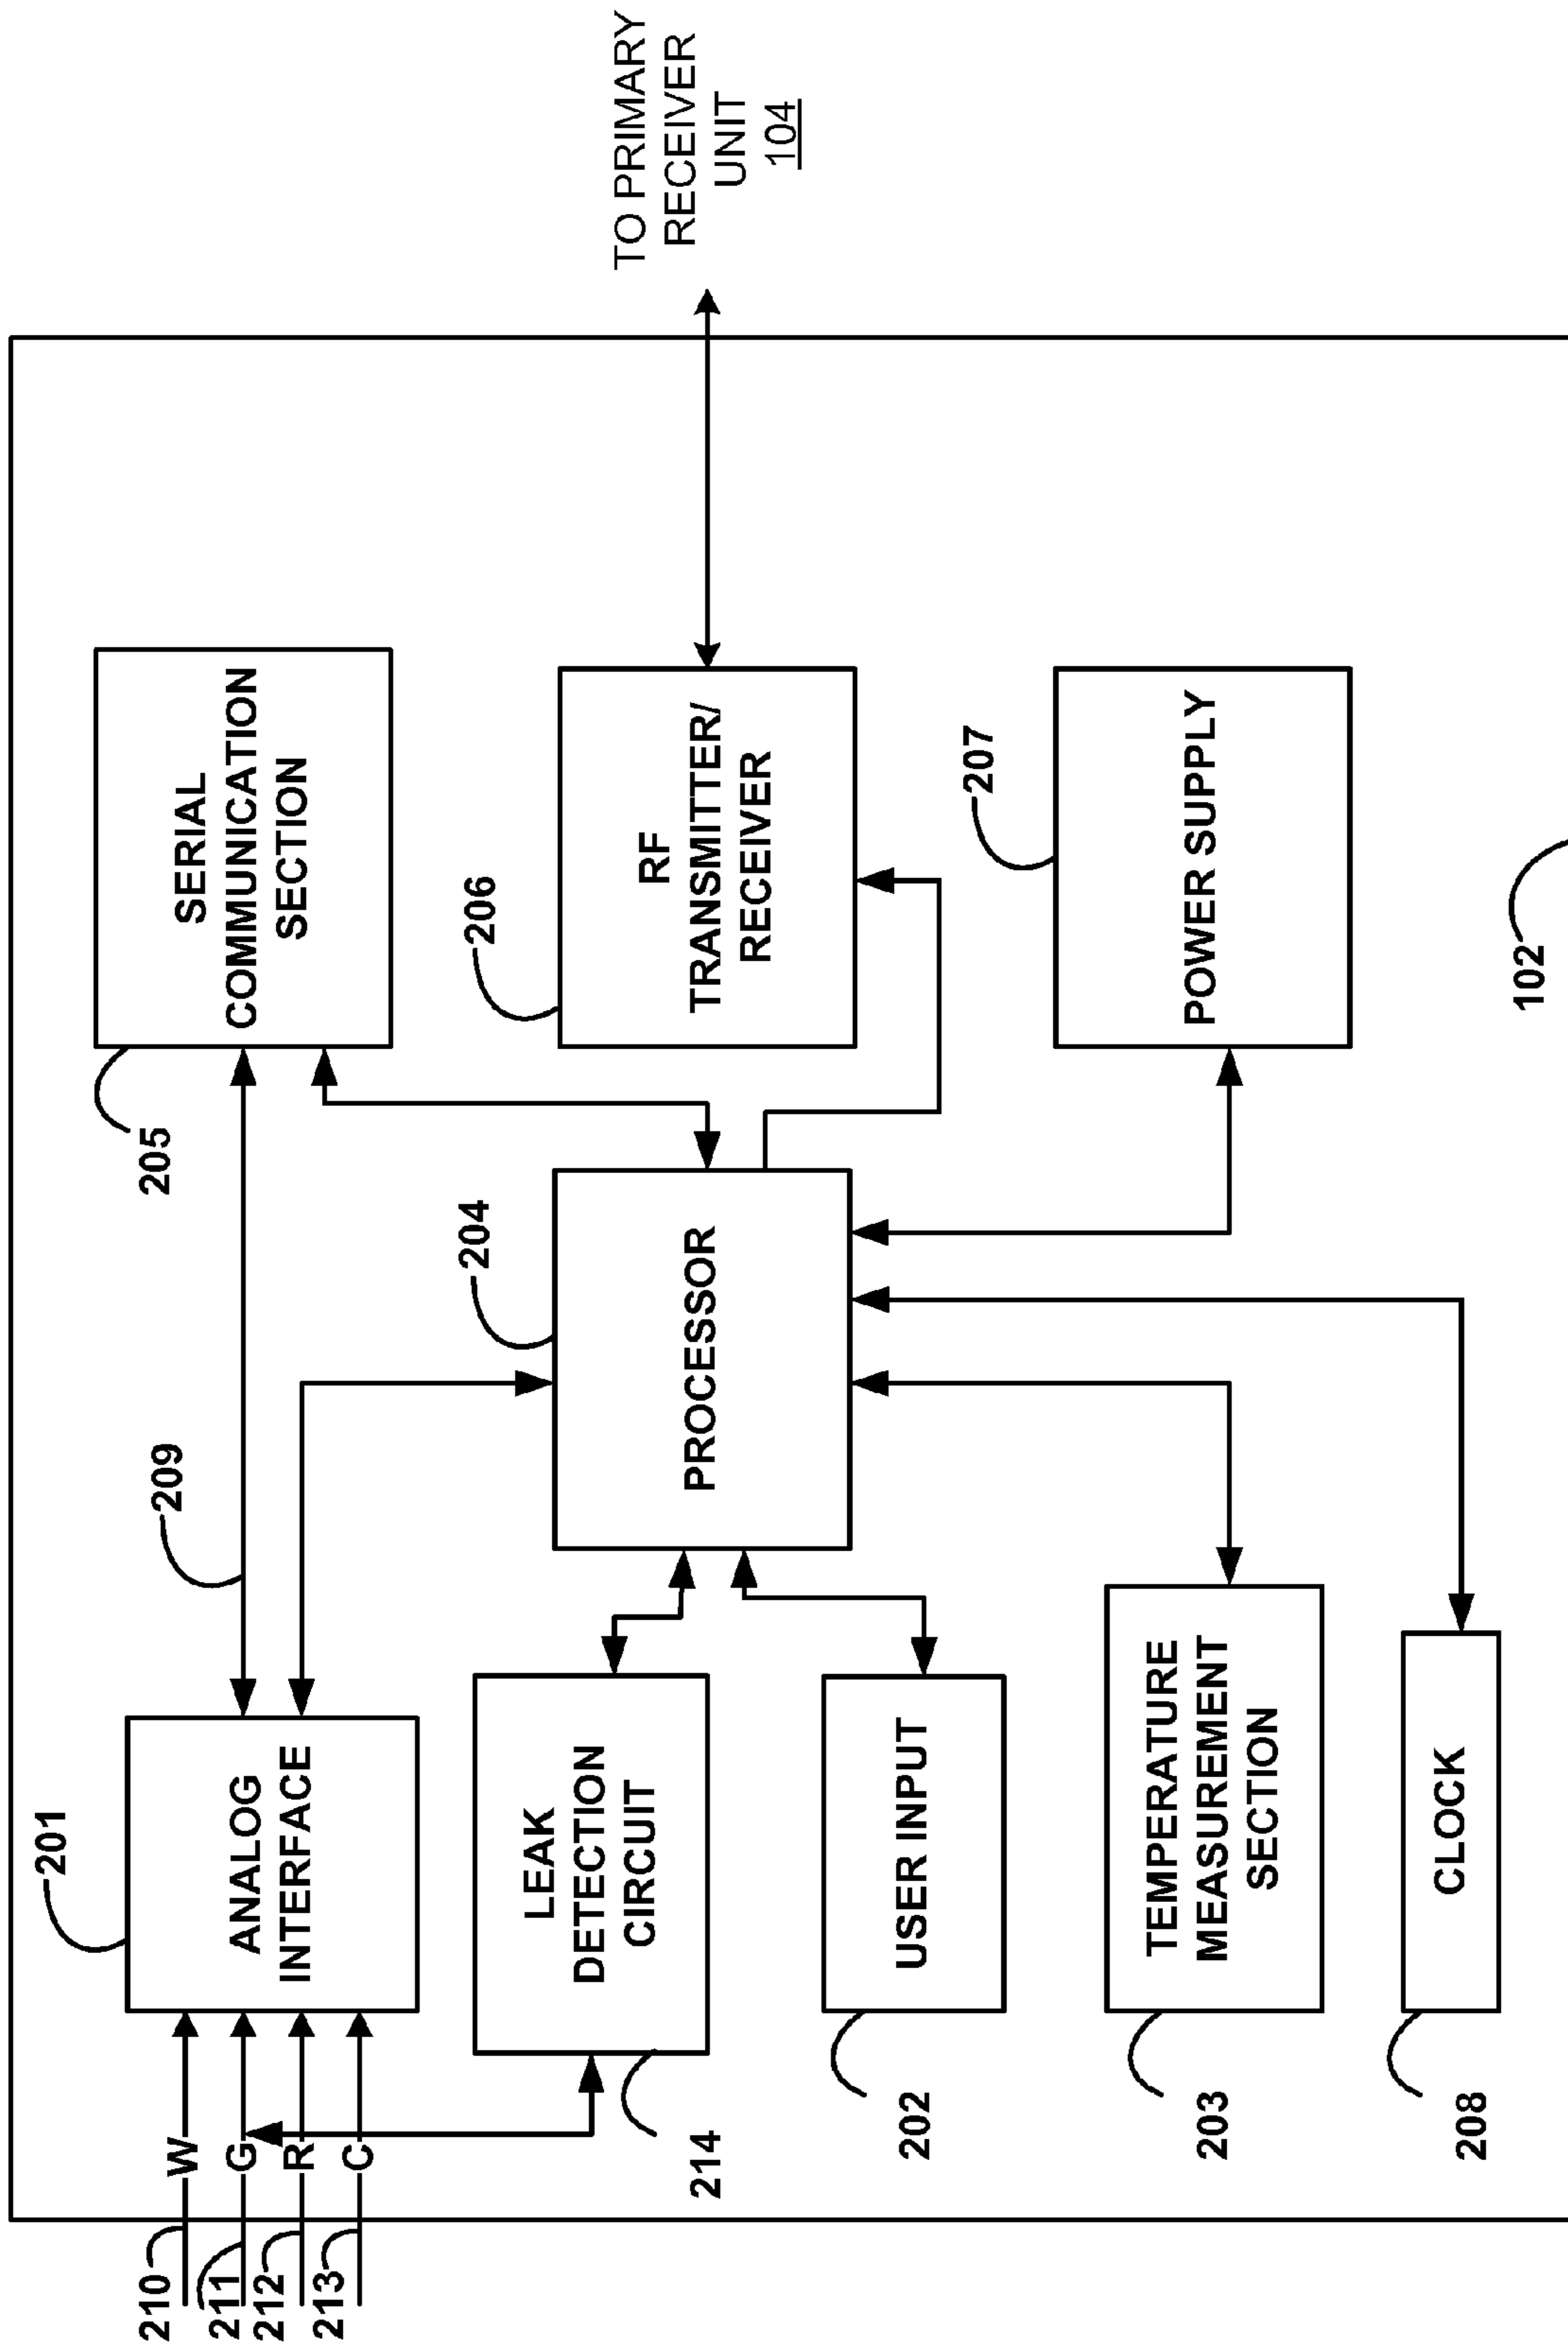 210
W
211
G
212
R
213
C
201
ANALOG
INTERFACE
209
205
SERIAL
COMMUNICATION
SECTION
214
LEAK
DETECTION
CIRCUIT
204
PROCESSOR
206
RF
TRANSMITTER/
RECEIVER
TO PRIMARY
RECEIVER
UNIT
104
202
USER INPUT
203
TEMPERATURE
MEASUREMENT
SECTION
207
POWER SUPPLY
208
CLOCK
102